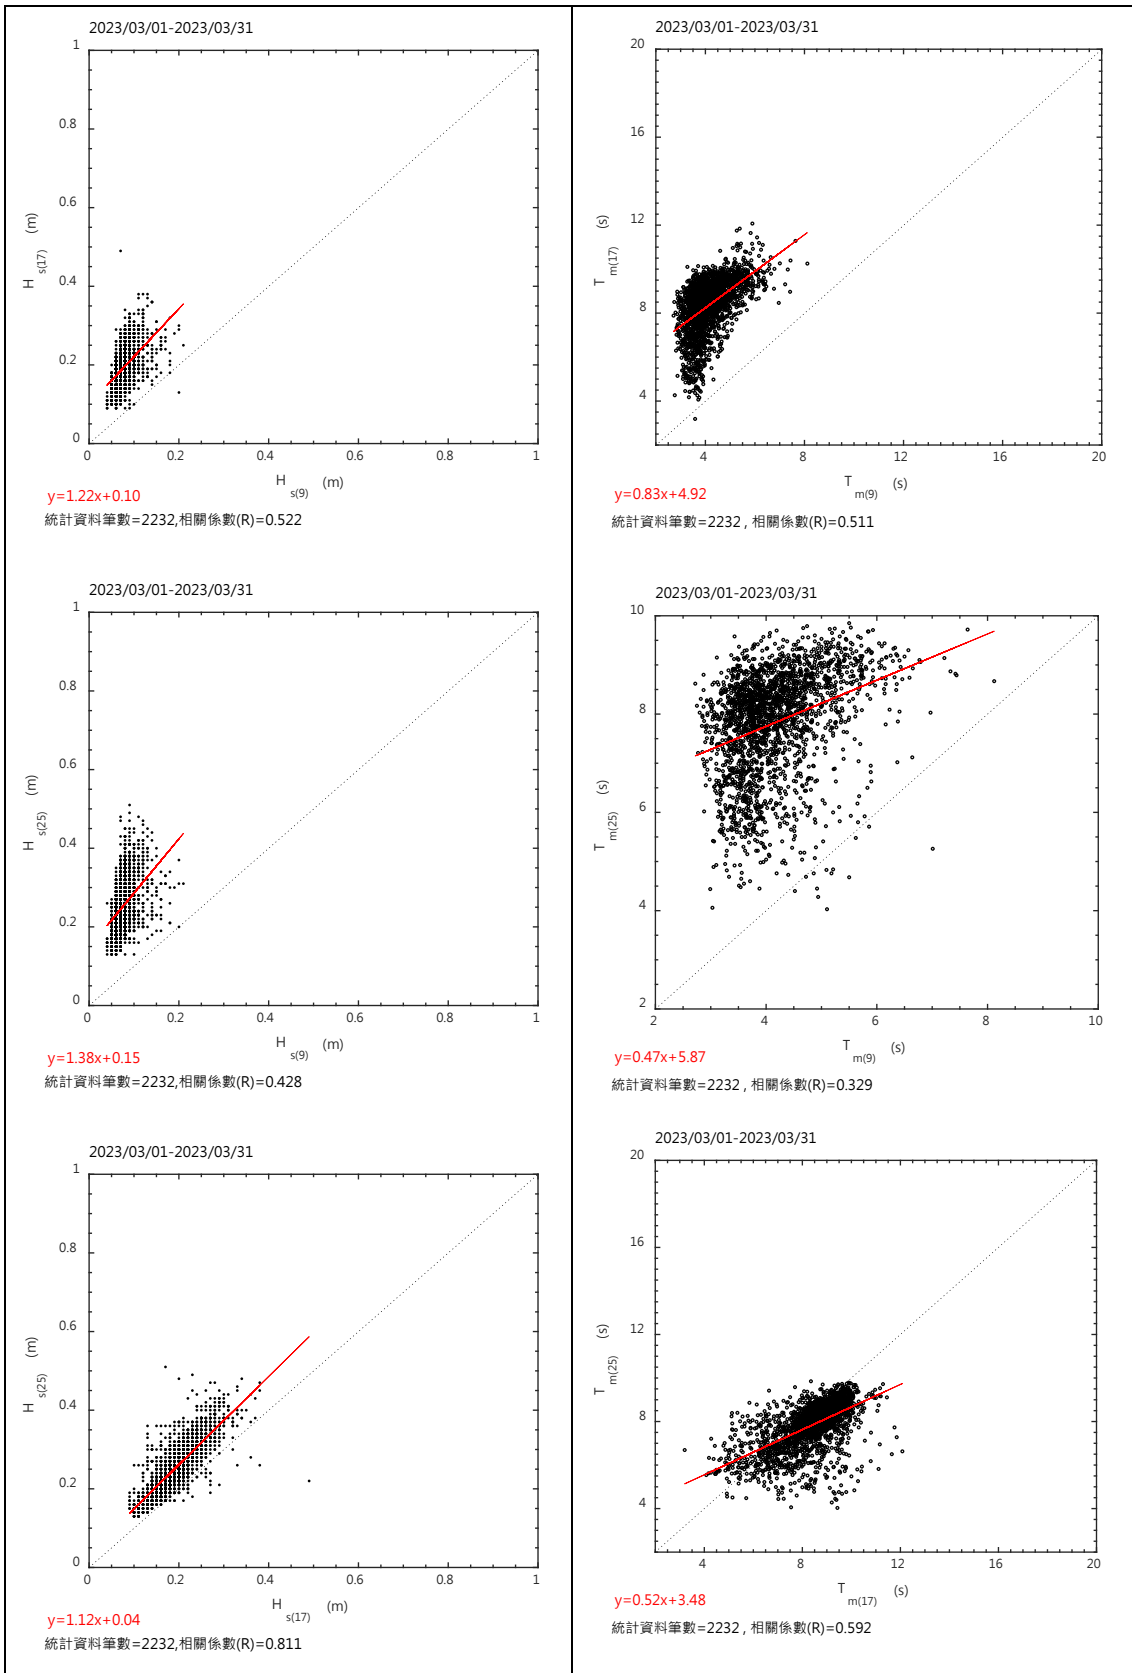 2023/03/01-2023/03/31
1
0.8
0.6
0.4
0.2
0
H s(17) (m)
0 0.2 0.4 0.6 0.8 1
H s(9) (m)
y=1.22x+0.10
統計資料筆數=2232,相關係數(R)=0.522
2023/03/01-2023/03/31
20
16
12
8
4
T m(17) (s)
4 8 12 16 20
T m(9) (s)
y=0.83x+4.92
統計資料筆數=2232 , 相關係數(R)=0.511
2023/03/01-2023/03/31
1
0.8
0.6
0.4
0.2
0
H s(25) (m)
0 0.2 0.4 0.6 0.8 1
H s(9) (m)
y=1.38x+0.15
統計資料筆數=2232,相關係數(R)=0.428
2023/03/01-2023/03/31
10
8
6
4
2
T m(25) (s)
2 4 6 8 10
T m(9) (s)
y=0.47x+5.87
統計資料筆數=2232 , 相關係數(R)=0.329
2023/03/01-2023/03/31
1
0.8
0.6
0.4
0.2
0
H s(25) (m)
0 0.2 0.4 0.6 0.8 1
H s(17) (m)
y=1.12x+0.04
統計資料筆數=2232,相關係數(R)=0.811
2023/03/01-2023/03/31
20
16
12
8
4
T m(25) (s)
4 8 12 16 20
T m(17) (s)
y=0.52x+3.48
統計資料筆數=2232 , 相關係數(R)=0.592